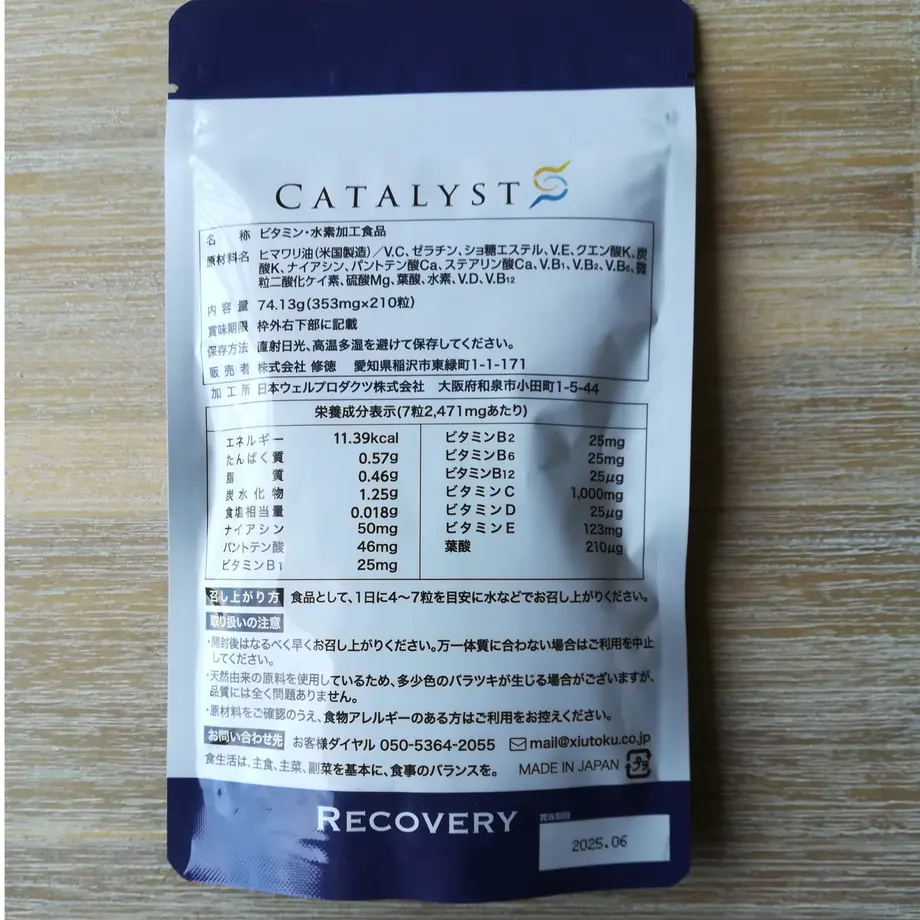 CATALYST
名称 ビタミン・水素加工食品
原材料名 ヒマワリ油(米国製造)/V.C、ゼラチン、ショ糖エステル、V.E、クエン酸K、炭
酸K、ナイアシン、パントテン酸Ca、ステアリン酸Ca、V.B1、V.B2、V.B6、微
粒二酸化ケイ素、硫酸Mg、葉酸、水素、V.D、V.B12
内容量 74.13g(353mg×210粒)
賞味期限 枠外右下部に記載
保存方法 直射日光、高温多湿を避けて保存してください。
販売者 株式会社 修徳 愛知県稲沢市東緑町1-1-171
加工所 日本ウェルプロダクツ株式会社 大阪府和泉市小田町1-5-44
栄養成分表示(7粒2,471mgあたり)
エネルギー 11.39kcal
たんぱく質 0.57g
脂質 0.46g
炭水化物 1.25g
食塩相当量 0.018g
ナイアシン 50mg
パントテン酸 46mg
ビタミンB1 25mg
ビタミンB2 25mg
ビタミンB6 25mg
ビタミンB12 25μg
ビタミンC 1,000mg
ビタミンD 25μg
ビタミンE 123mg
葉酸 210μg
召し上がり方 食品として、1日に4〜7粒を目安に水などでお召し上がりください。
取り扱いの注意
・開封後はなるべく早くお召し上がりください。万一体質に合わない場合はご利用を中止
してください。
・天然由来の原料を使用しているため、多少色のバラツキが生じる場合がございますが、
品質には全く問題ありません。
・原材料をご確認のうえ、食物アレルギーのある方はご利用をお控えください。
お問い合わせ先 お客様ダイヤル 050-5364-2055 mail@xiutoku.co.jp
食生活は、主食、主菜、副菜を基本に、食事のバランスを。 MADE IN JAPAN プラ
RECOVERY
賞味期限
2025.06